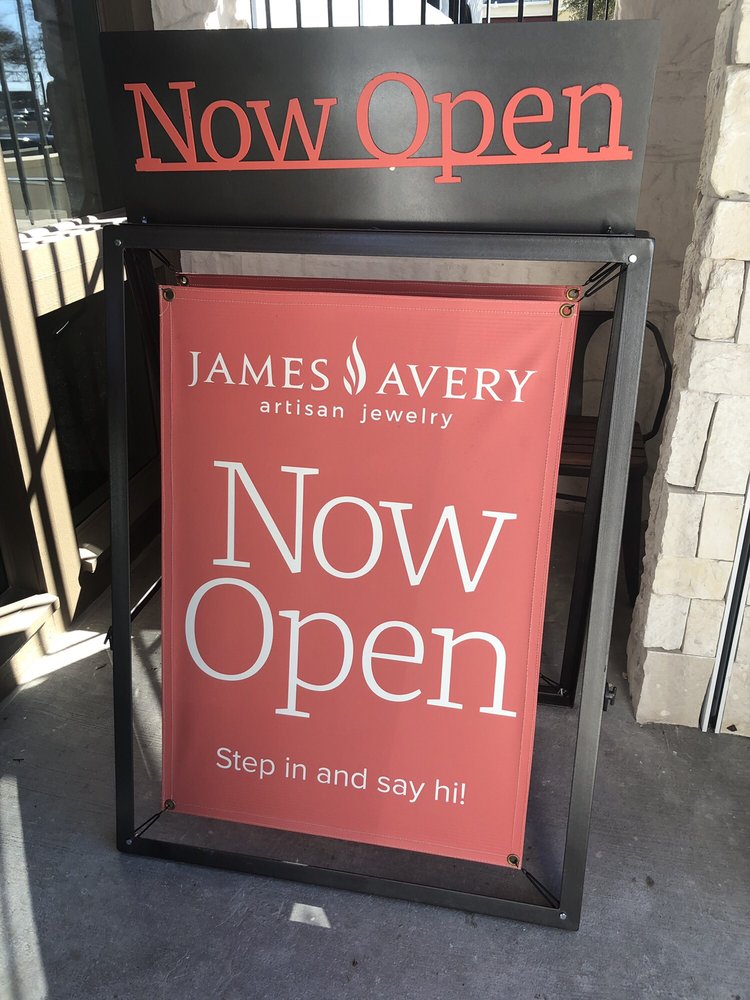 Now Open
JAMES AVERY
artisan jewelry
Now
Open
Step in and say hi!